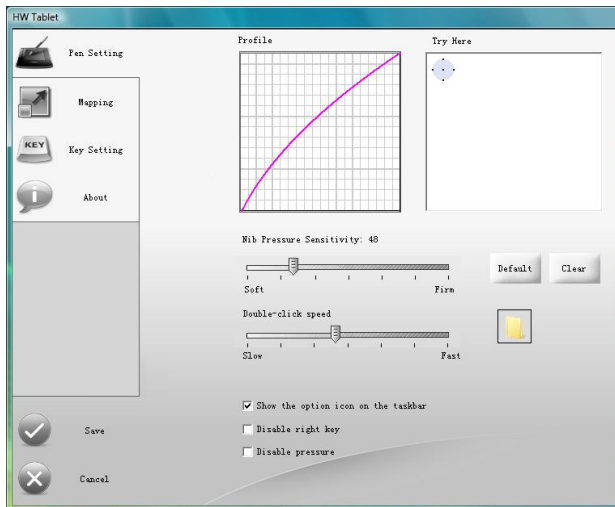 HW Tablet
Pen Setting
Mapping
KEY
Key Setting
About
Save
Cancel
Profile
Try Here
Nib Pressure Sensitivity: 48
Soft
Firm
Default
Clear
Double-click speed
Slow
Fast
Show the option icon on the taskbar
Disable right key
Disable pressure